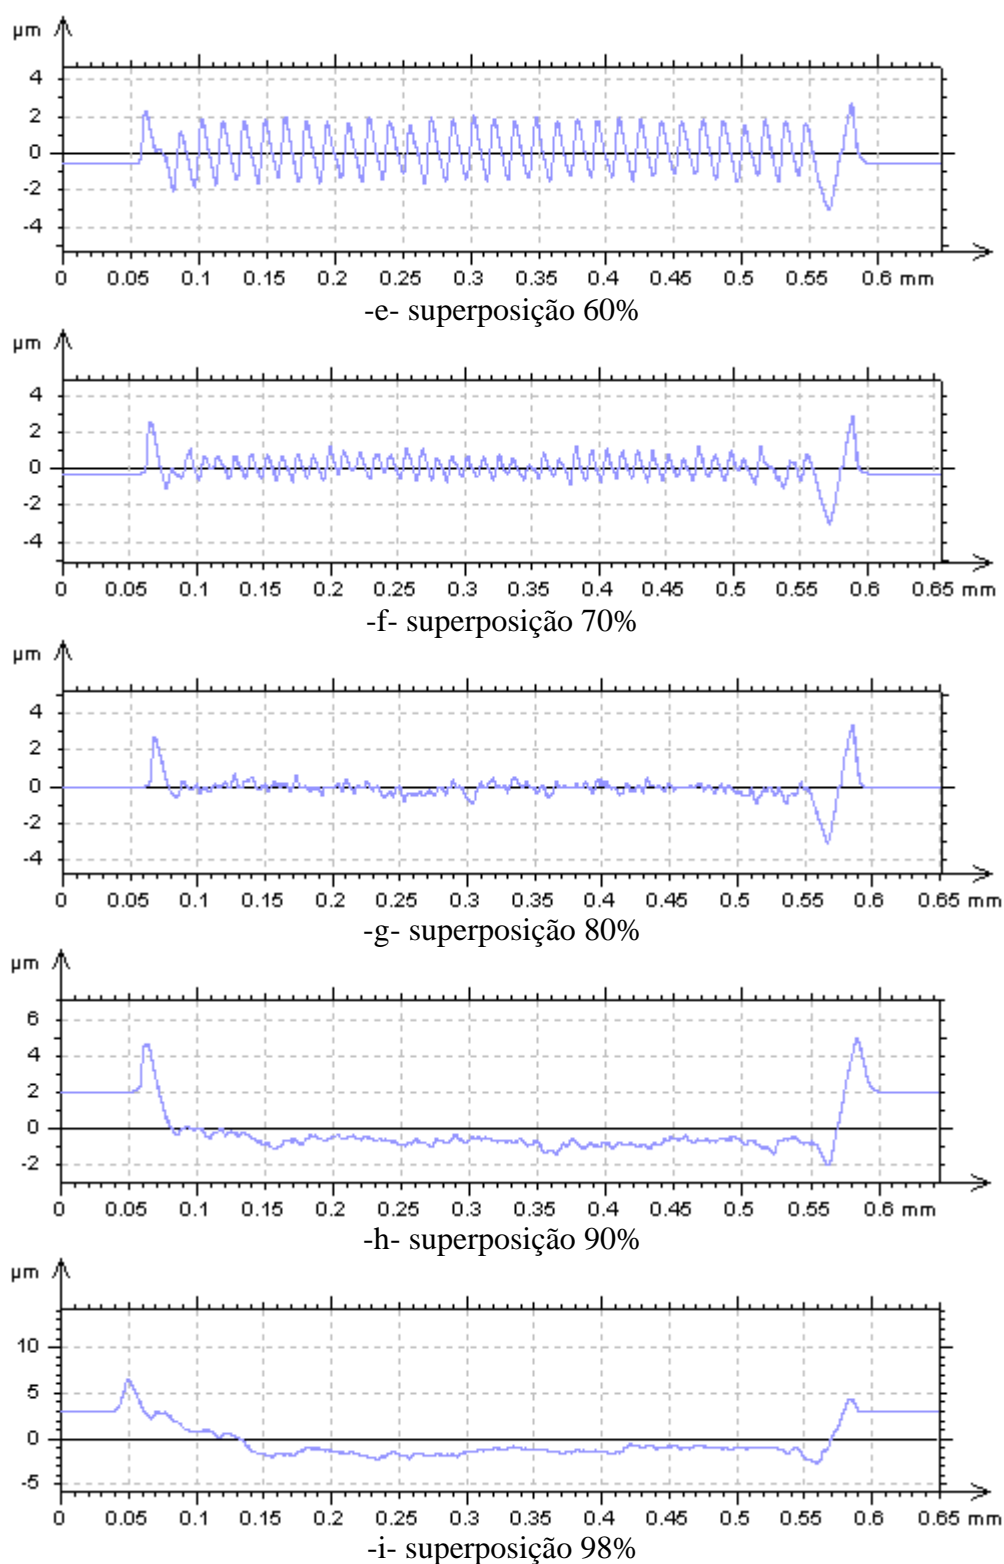 µm
4
2
0
-2
-4
0 0.05 0.1 0.15 0.2 0.25 0.3 0.35 0.4 0.45 0.5 0.55 0.6 mm
-e- superposição 60%
µm
4
2
0
-2
-4
0 0.05 0.1 0.15 0.2 0.25 0.3 0.35 0.4 0.45 0.5 0.55 0.6 0.65 mm
-f- superposição 70%
µm
4
2
0
-2
-4
0 0.05 0.1 0.15 0.2 0.25 0.3 0.35 0.4 0.45 0.5 0.55 0.6 0.65 mm
-g- superposição 80%
µm
6
4
2
0
-2
0 0.05 0.1 0.15 0.2 0.25 0.3 0.35 0.4 0.45 0.5 0.55 0.6 mm
-h- superposição 90%
µm
10
5
0
-5
0 0.05 0.1 0.15 0.2 0.25 0.3 0.35 0.4 0.45 0.5 0.55 0.6 0.65 mm
-i- superposição 98%